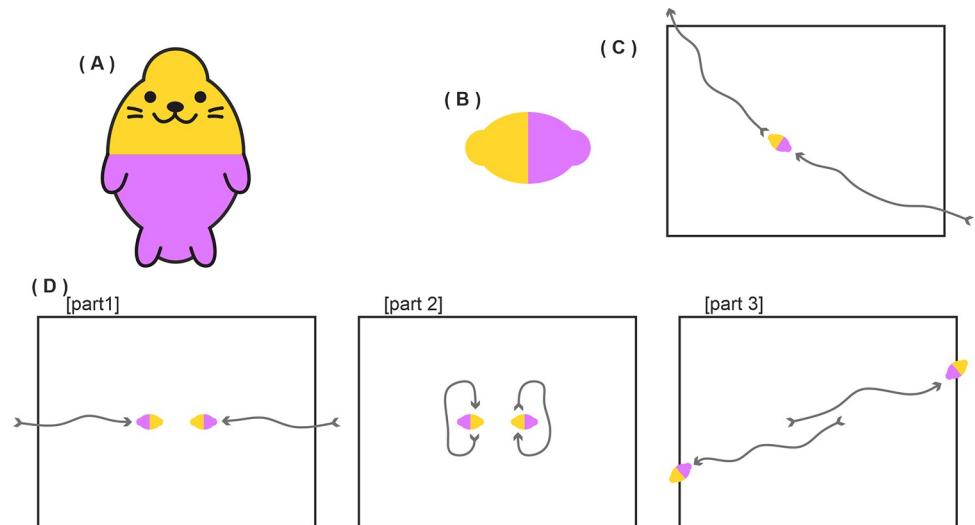 ( A )
( B )
( C )
( D )
[part1]
[part 2]
[part 3]